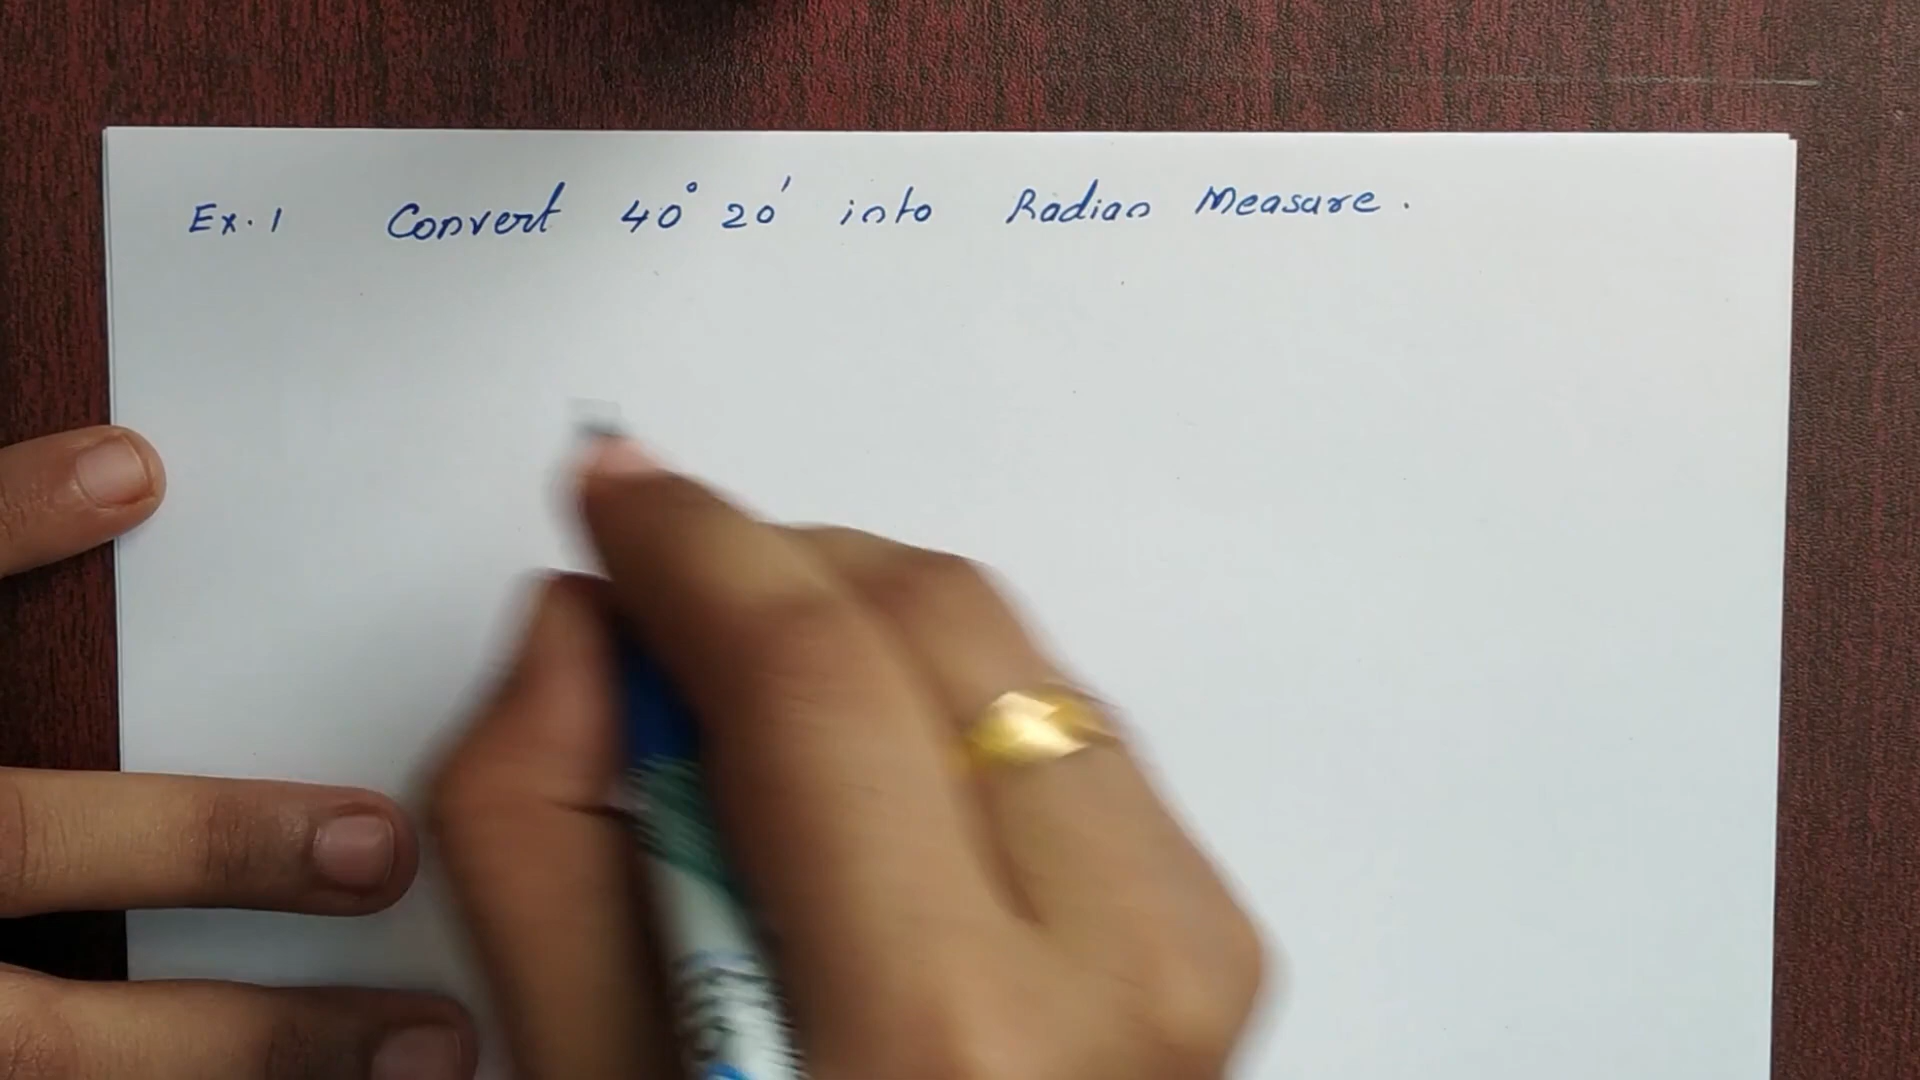 Ex. 1 Convert 40° 20' into Radian Measure.